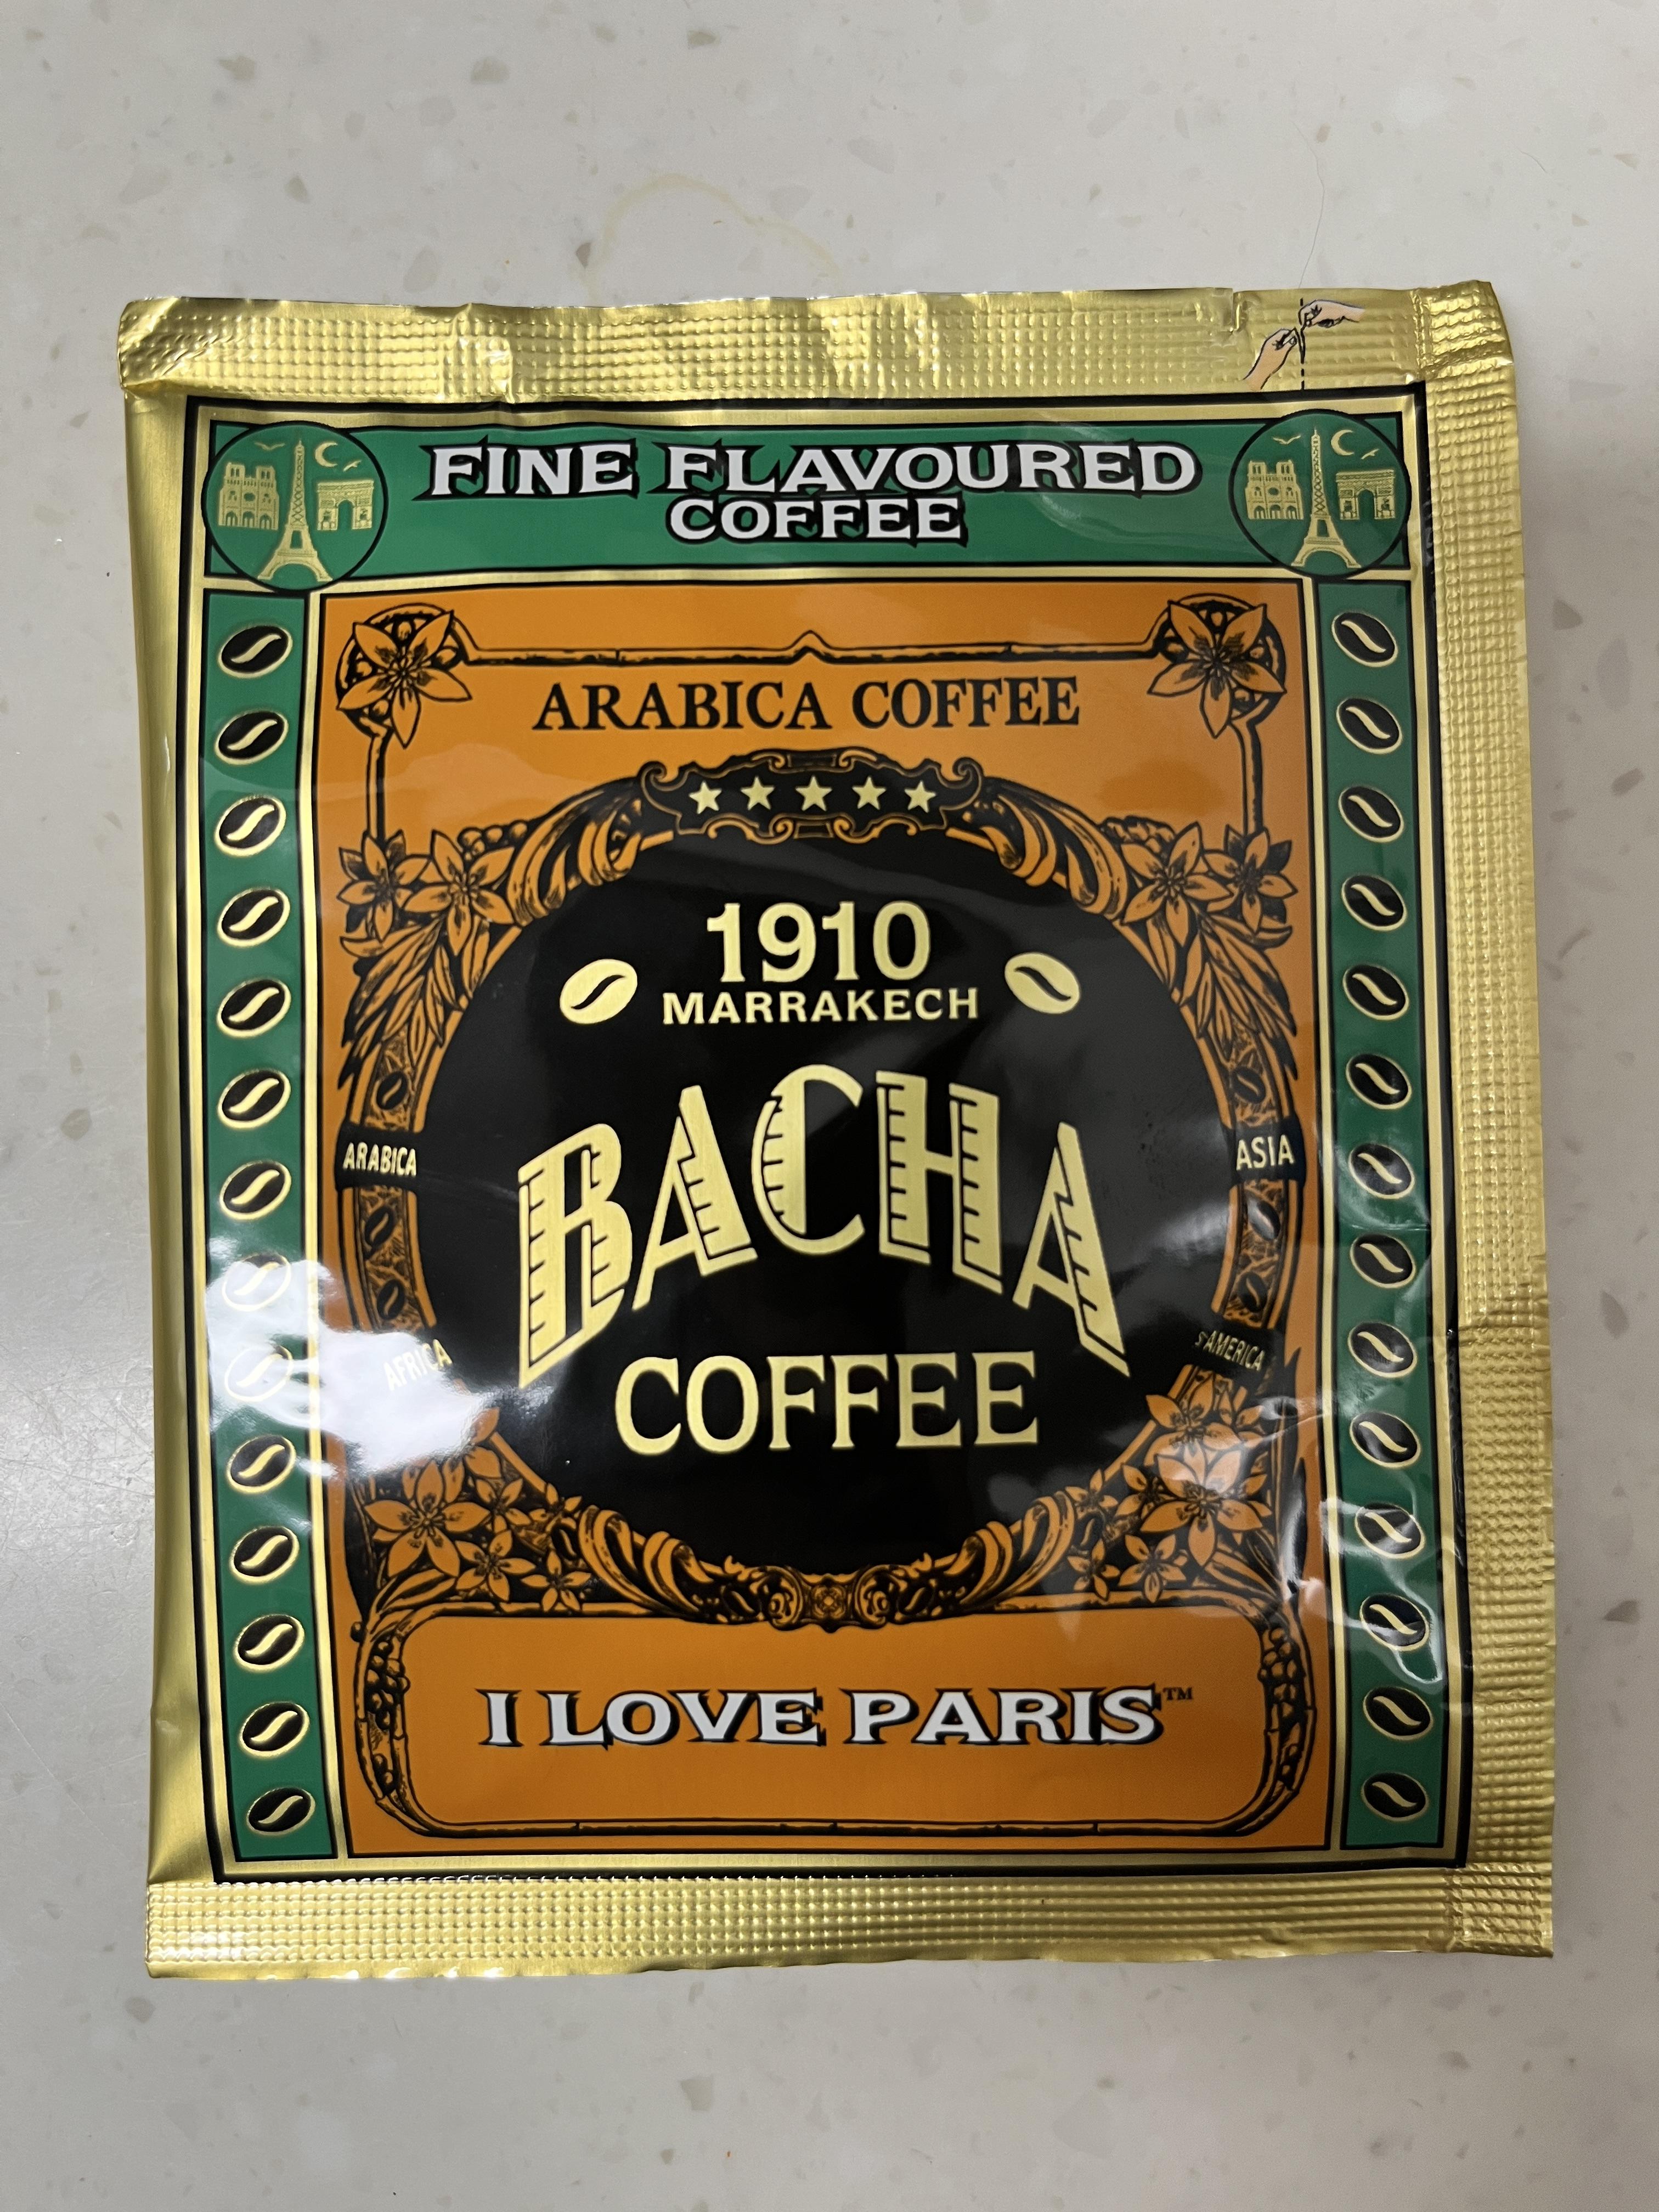 FINE FLAVOURED
COFFEE
ARABICA COFFEE
1910
MARRAKECH
BACHA
COFFEE
ARABICA
ASIA
AFRICA
S.AMERICA
I LOVE PARIS™